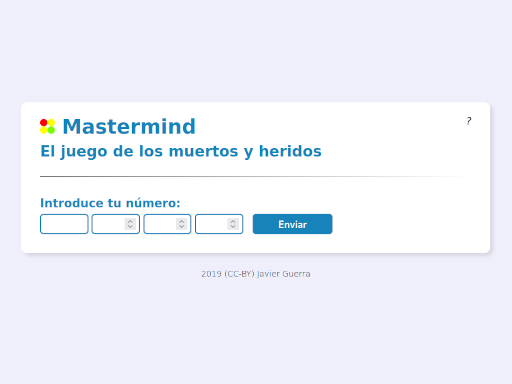 Mastermind
?
El juego de los muertos y heridos
Introduce tu número:
Enviar
2019 (CC-BY) Javier Guerra